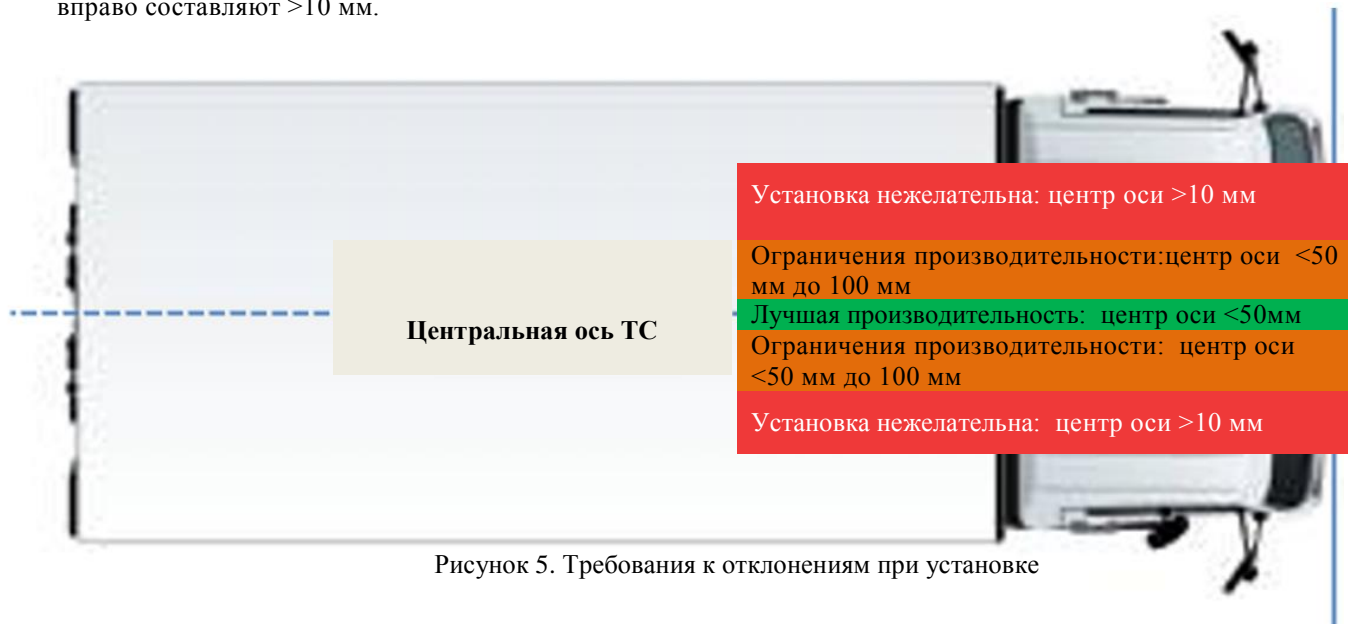 вправо составляют >10 мм.
Установка нежелательна: центр оси >10 мм
Ограничения производительности:центр оси <50
мм до 100 мм
Центральная ось ТС
Лучшая производительность: центр оси <50мм
Ограничения производительности: центр оси
<50 мм до 100 мм
Установка нежелательна: центр оси >10 мм
Рисунок 5. Требования к отклонениям при установке